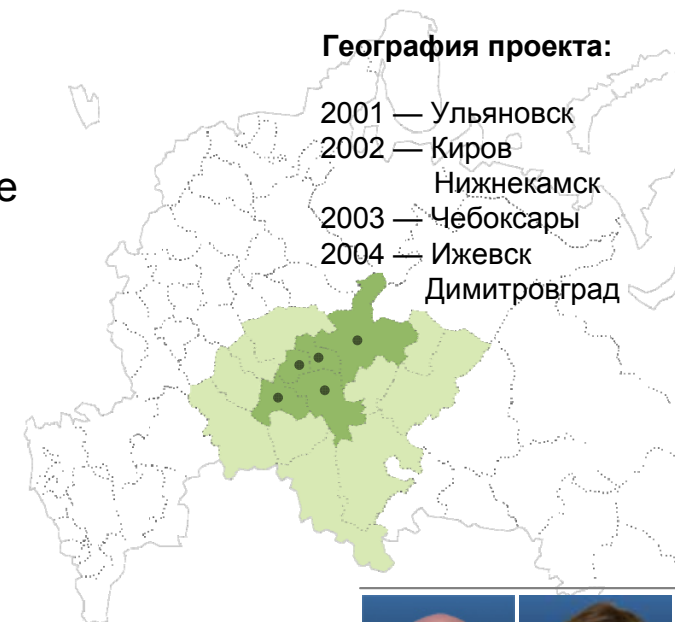 География проекта:
2001 — Ульяновск
2002 — Киров
Нижнекамск
2003 — Чебоксары
2004 — Ижевск
Димитровград
е